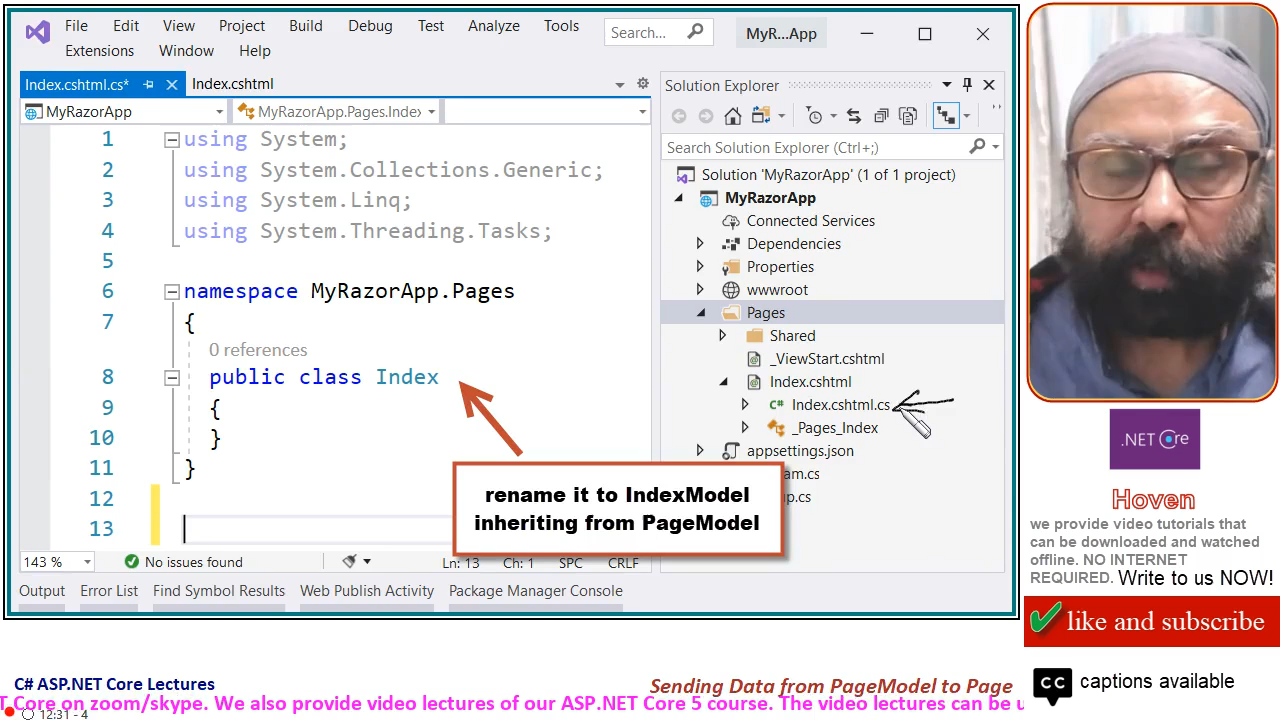 File Edit View Project Build Debug Test Analyze Tools
Extensions Window Help
Search...
MyR...App
Index.cshtml.cs*
Index.cshtml
MyRazorApp
MyRazorApp.Pages.Index
1 using System;
2 using System.Collections.Generic;
3 using System.Linq;
4 using System.Threading.Tasks;
5
6 namespace MyRazorApp.Pages
7 {
0 references
8 public class Index
9 {
10 }
11 }
12
13
rename it to IndexModel
inheriting from PageModel
143 %
No issues found
Ln: 13 Ch: 1 SPC CRLF
Output Error List Find Symbol Results Web Publish Activity Package Manager Console
Solution Explorer
Search Solution Explorer (Ctrl+;)
Solution 'MyRazorApp' (1 of 1 project)
MyRazorApp
Connected Services
Dependencies
Properties
wwwroot
Pages
Shared
_ViewStart.cshtml
Index.cshtml
C# Index.cshtml.cs
_Pages_Index
appsettings.json
am.cs
p.cs
.NET Core
Hoven
we provide video tutorials that
can be downloaded and watched
offline. NO INTERNET
REQUIRED. Write to us NOW!
like and subscribe
CC captions available
C# ASP.NET Core Lectures
Sending Data from PageModel to Page
T Core on zoom/skype. We also provide video lectures of our ASP.NET Core 5 course. The video lectures can be u
12:31 - 4